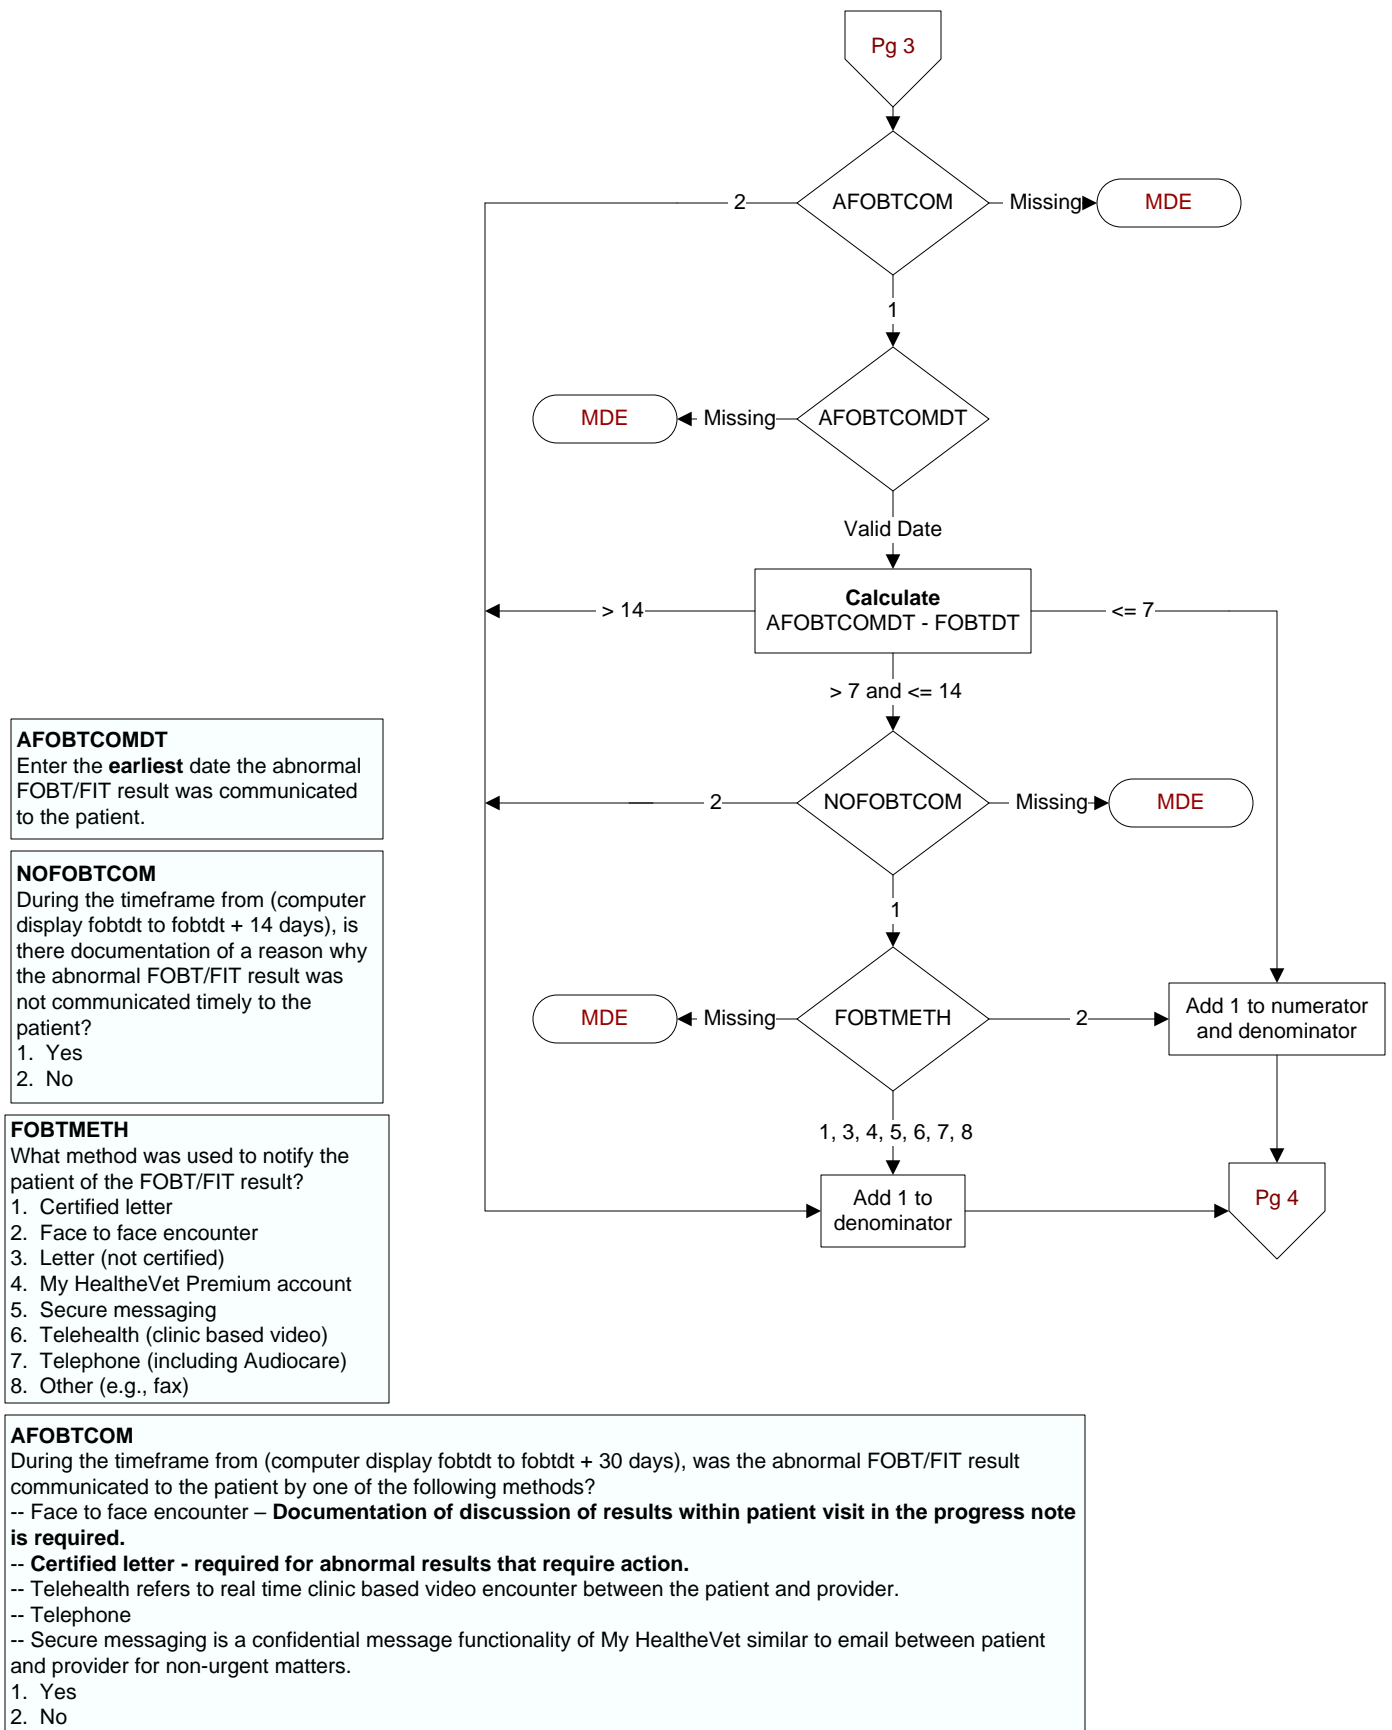 Pg 3
AFOBTCOM
2
Missing
MDE
1
AFOBTCOMDT
Missing
MDE
Valid Date
Calculate
AFOBTCOMDT - FOBTDT
> 14
<= 7
> 7 and <= 14
NOFOBTCOM
2
Missing
MDE
1
FOBTMETH
Missing
MDE
2
Add 1 to numerator
and denominator
1, 3, 4, 5, 6, 7, 8
Add 1 to
denominator
Pg 4
AFOBTCOMDT
Enter the earliest date the abnormal
FOBT/FIT result was communicated
to the patient.
NOFOBTCOM
During the timeframe from (computer
display fobtdt to fobtdt + 14 days), is
there documentation of a reason why
the abnormal FOBT/FIT result was
not communicated timely to the
patient?
1. Yes
2. No
FOBTMETH
What method was used to notify the
patient of the FOBT/FIT result?
1. Certified letter
2. Face to face encounter
3. Letter (not certified)
4. My HealtheVet Premium account
5. Secure messaging
6. Telehealth (clinic based video)
7. Telephone (including Audiocare)
8. Other (e.g., fax)
AFOBTCOM
During the timeframe from (computer display fobtdt to fobtdt + 30 days), was the abnormal FOBT/FIT result
communicated to the patient by one of the following methods?
-- Face to face encounter – Documentation of discussion of results within patient visit in the progress note
is required.
-- Certified letter - required for abnormal results that require action.
-- Telehealth refers to real time clinic based video encounter between the patient and provider.
-- Telephone
-- Secure messaging is a confidential message functionality of My HealtheVet similar to email between patient
and provider for non-urgent matters.
1. Yes
2. No